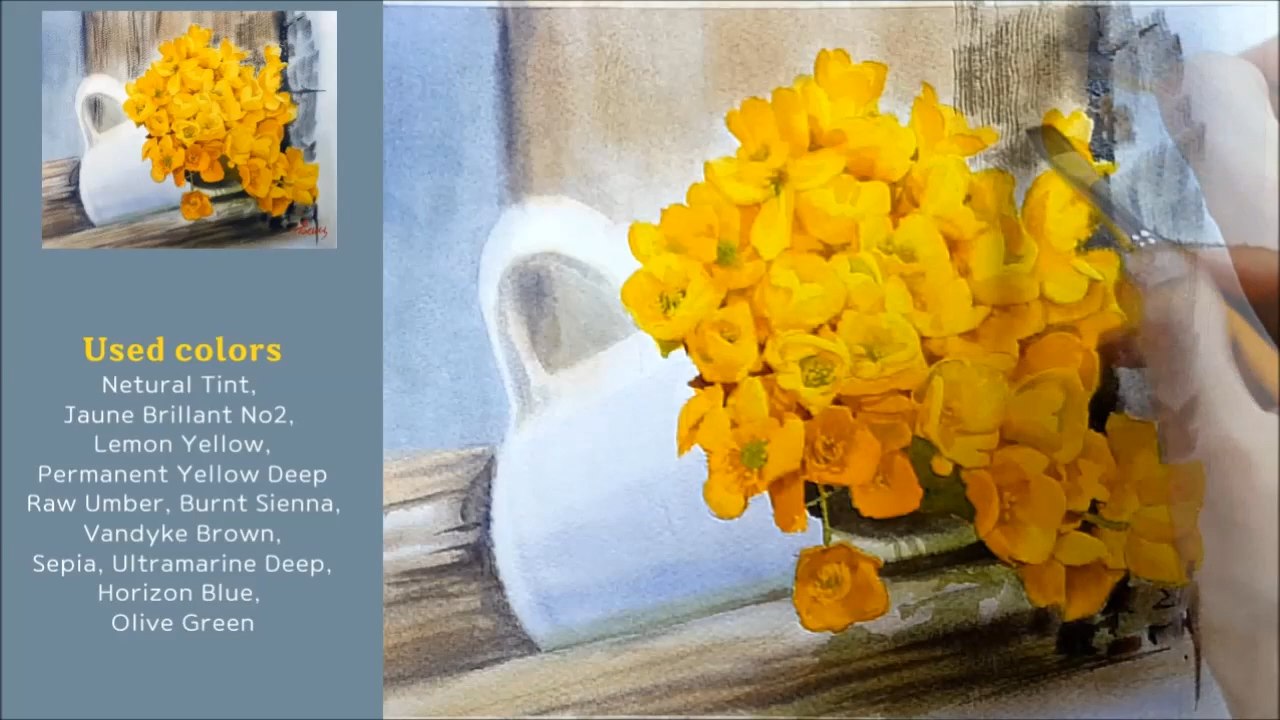 Used colors
Netural Tint,
Jaune Brillant No2,
Lemon Yellow,
Permanent Yellow Deep
Raw Umber, Burnt Sienna,
Vandyke Brown,
Sepia, Ultramarine Deep,
Horizon Blue,
Olive Green